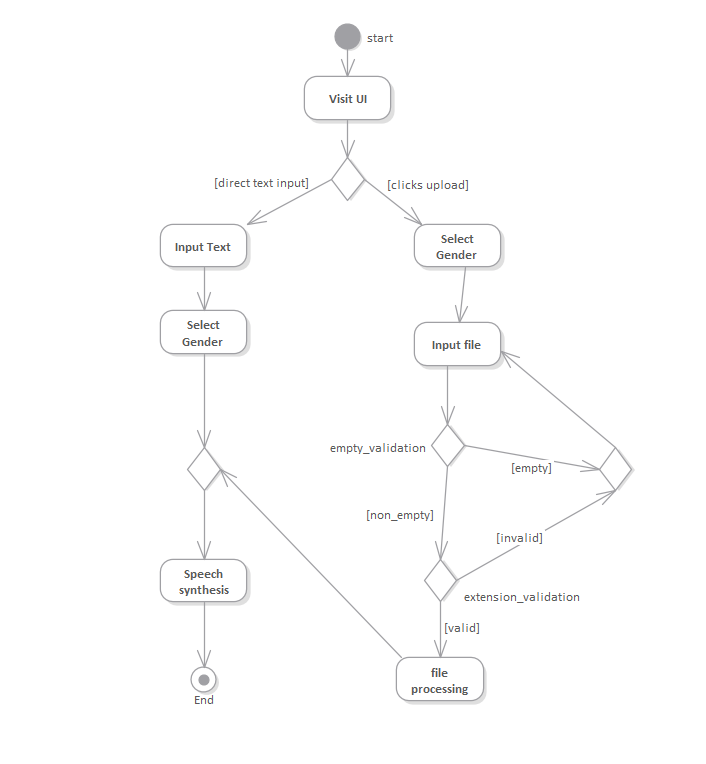 start
Visit UI
[direct text input]
[clicks upload]
Input Text
Select
Gender
Select
Gender
Input file
empty_validation
[empty]
[non_empty]
[invalid]
Speech
synthesis
extension_validation
[valid]
file
processing
End